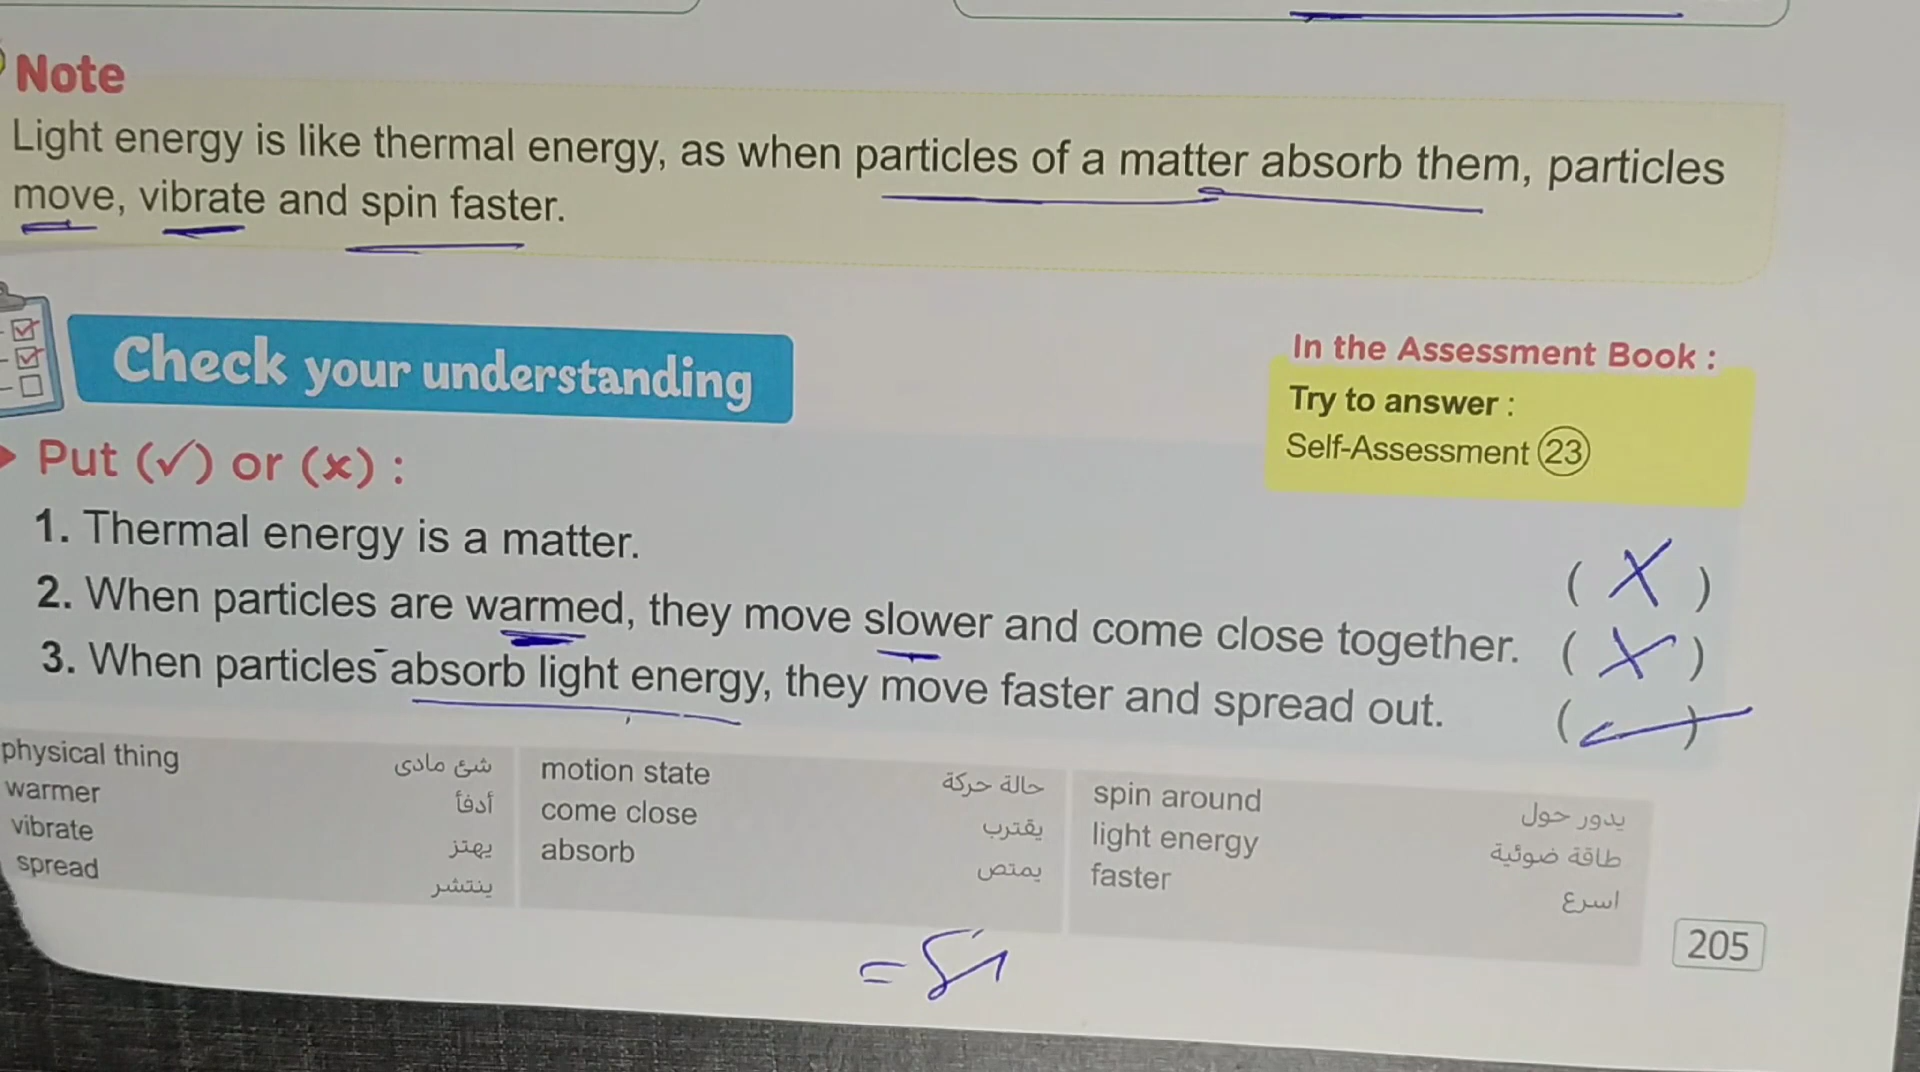 Note
Light energy is like thermal energy, as when particles of a matter absorb them, particles
move, vibrate and spin faster.
Check your understanding
In the Assessment Book :
Try to answer :
Self-Assessment 23
Put (✓) or (x) :
1. Thermal energy is a matter. ( X )
2. When particles are warmed, they move slower and come close together. ( X )
3. When particles absorb light energy, they move faster and spread out. ( ✓ )
physical thing شئ مادى
warmer أدفأ
vibrate يهتز
spread ينتشر
motion state حالة حركة
come close يقترب
absorb يمتص
spin around يدور حول
light energy طاقة ضوئية
faster اسرع
205